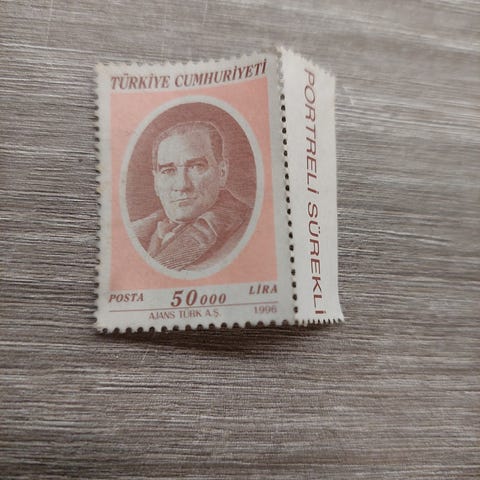 TÜRKİYE CUMHURİYETİ
POSTA 50000 LİRA
AJANS TÜRK A.Ş. 1996
PORTRELİ SÜREKLİ